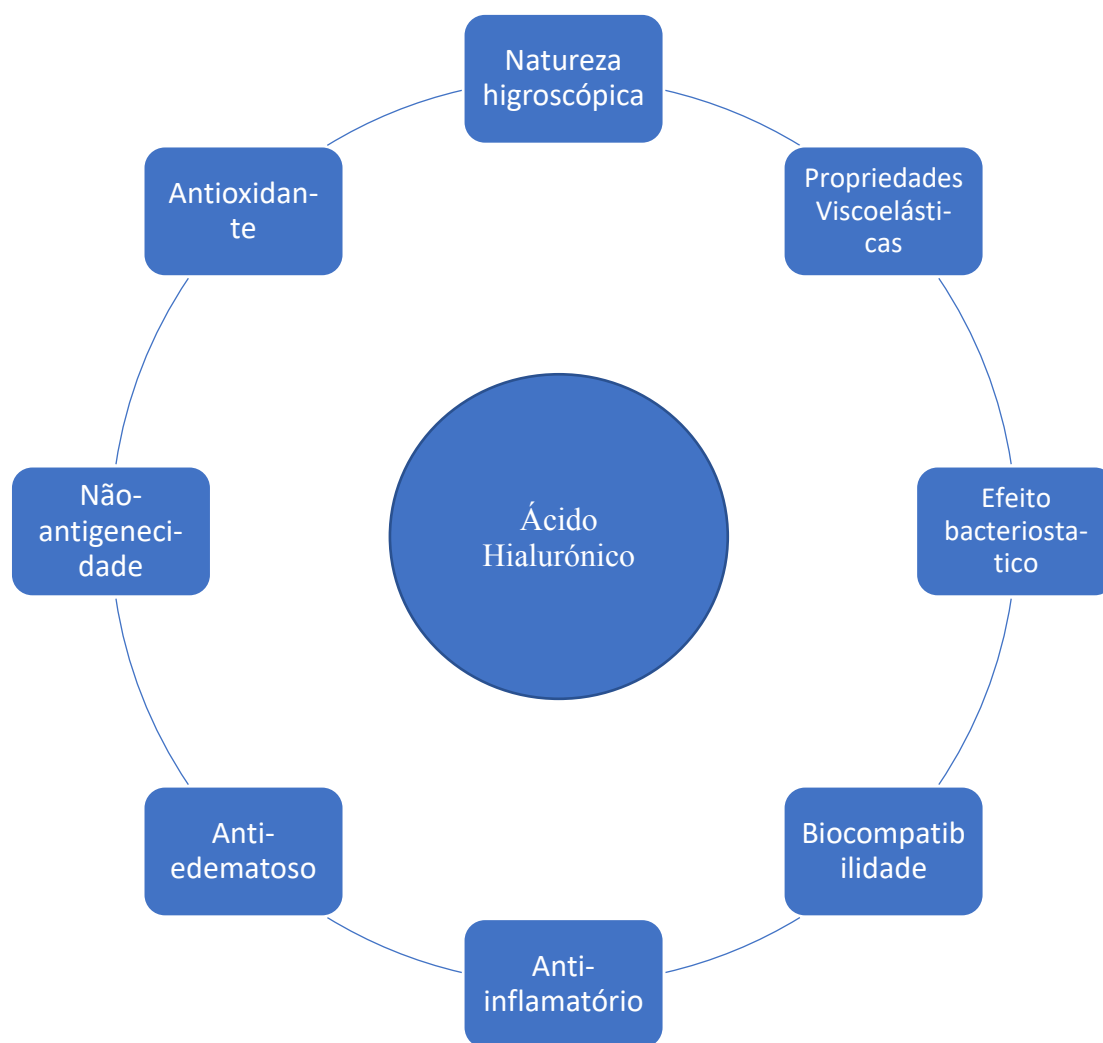 Natureza
higroscópica
Propriedades
Viscoelásti-
cas
Efeito
bacteriosta-
tico
Biocompatib
ilidade
Anti-
inflamatório
Anti-
edematoso
Não-
antigeneci-
dade
Antioxidan-
te
Ácido
Hialurónico